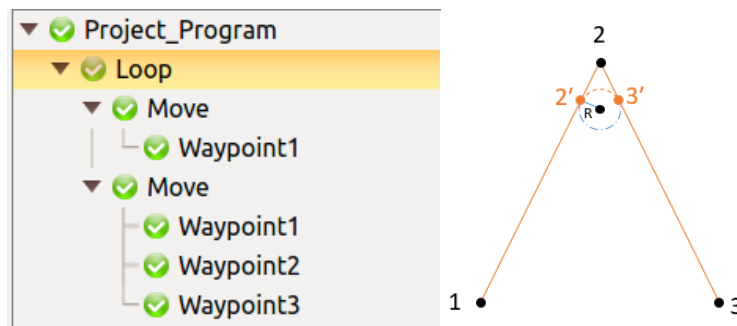 Project_Program
Loop
Move
Waypoint1
Move
Waypoint1
Waypoint2
Waypoint3
2
2′
3′
R
1
3